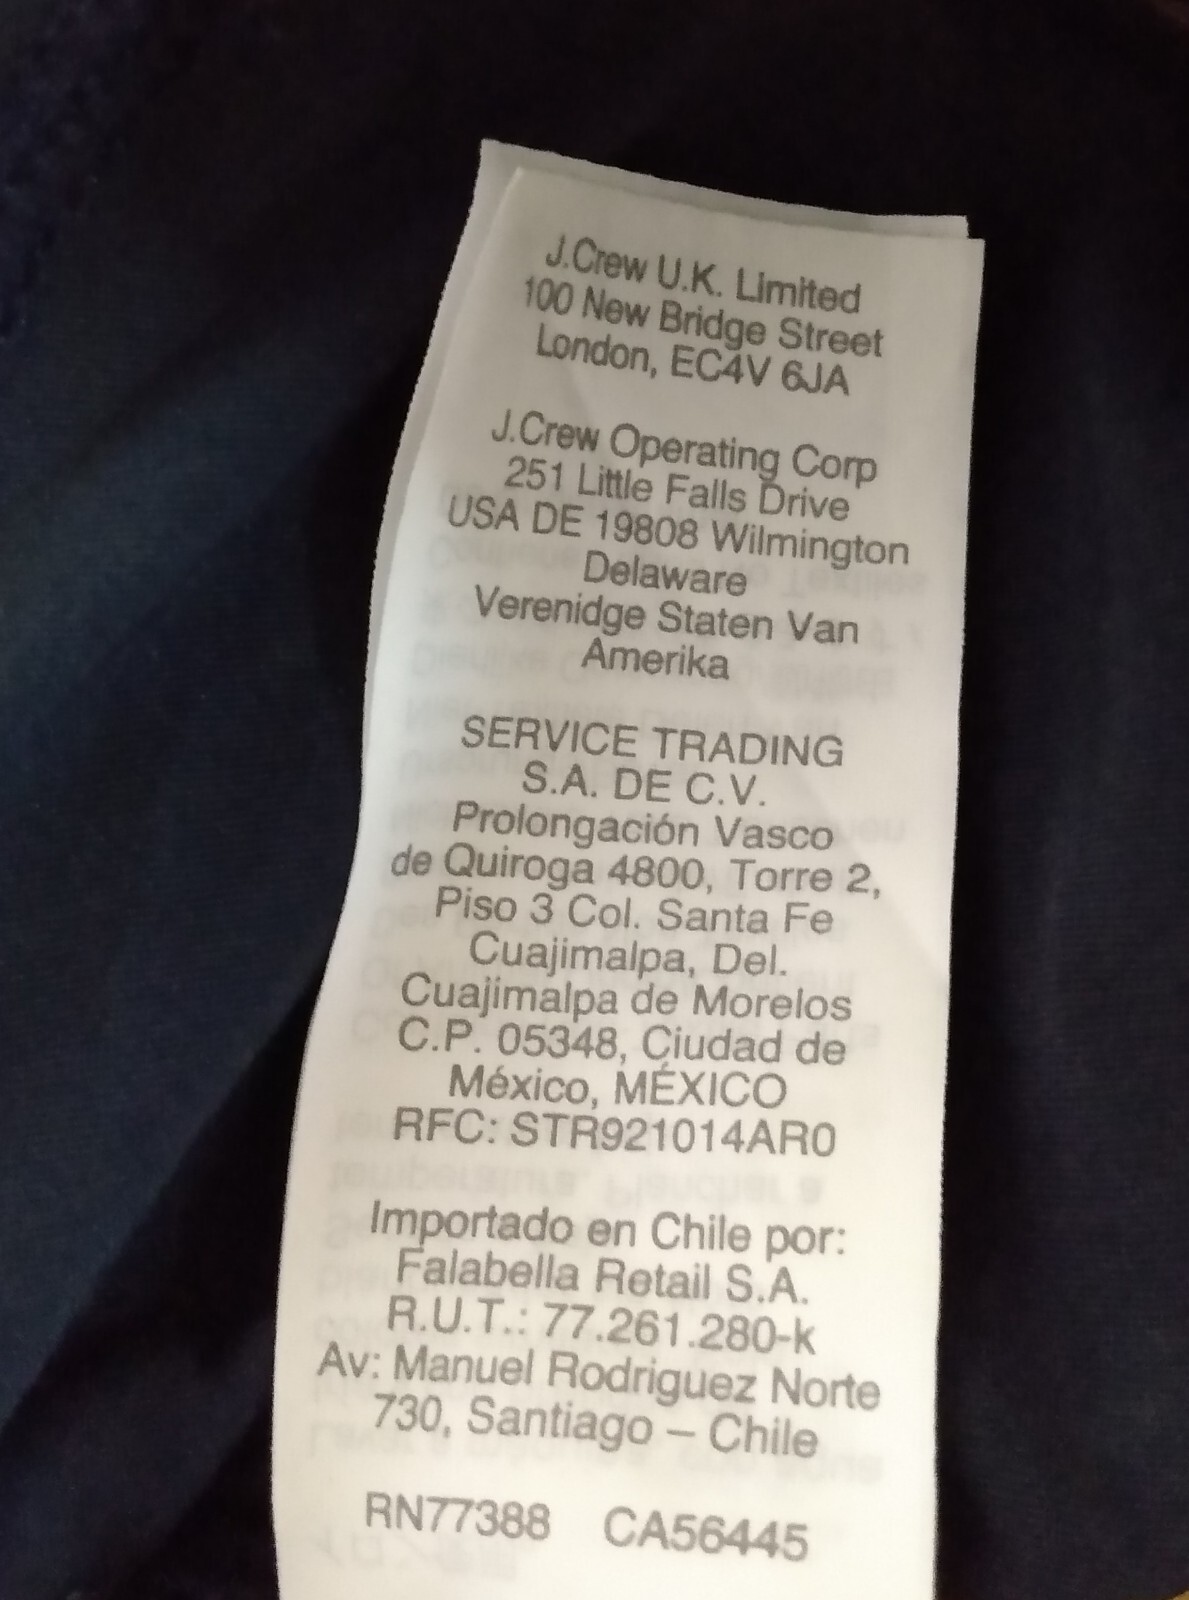 J.Crew U.K. Limited
100 New Bridge Street
London, EC4V 6JA
J.Crew Operating Corp
251 Little Falls Drive
USA DE 19808 Wilmington
Delaware
Verenidge Staten Van
Amerika
SERVICE TRADING
S.A. DE C.V.
Prolongación Vasco
de Quiroga 4800, Torre 2,
Piso 3 Col. Santa Fe
Cuajimalpa, Del.
Cuajimalpa de Morelos
C.P. 05348, Ciudad de
México, MÉXICO
RFC: STR921014AR0
Importado en Chile por:
Falabella Retail S.A.
R.U.T.: 77.261.280-k
Av: Manuel Rodriguez Norte
730, Santiago – Chile
RN77388 CA56445